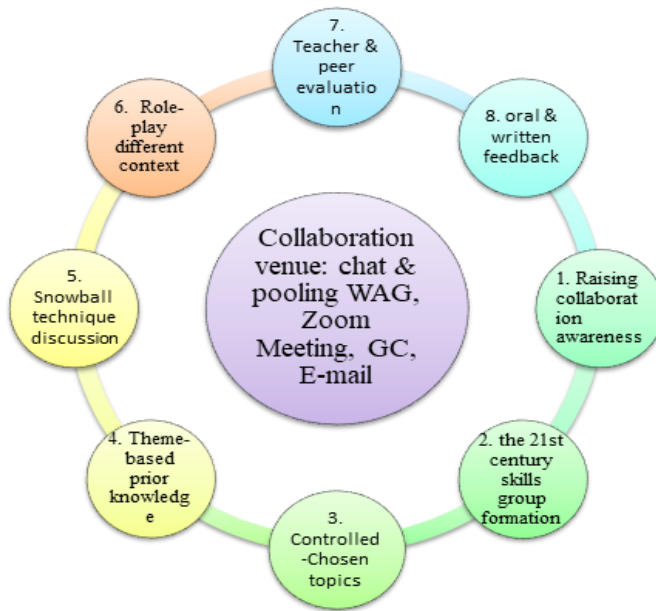 7.
Teacher &
peer
evaluatio
n
8. oral &
written
feedback
1. Raising
collaborat
ion
awareness
2. the 21st
century
skills
group
formation
3.
Controlled
-Chosen
topics
4. Theme-
based
prior
knowledg
e
5.
Snowball
technique
discussion
6. Role-
play
different
context
Collaboration
venue: chat &
pooling WAG,
Zoom
Meeting, GC,
E-mail